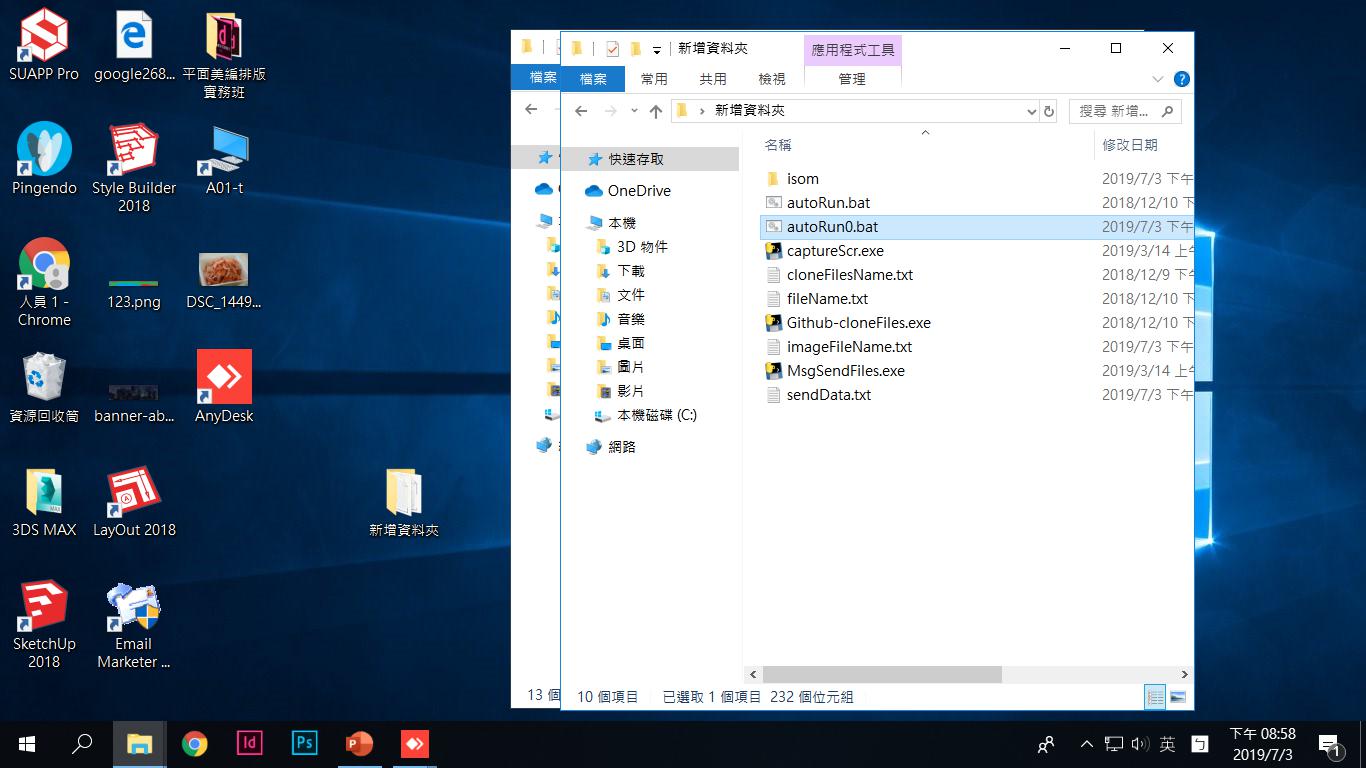 SUAPP Pro
google268...
平面美編排版
實務班
Pingendo
Style Builder
2018
A01-t
人員 1 -
Chrome
123.png
DSC_1449...
資源回收筒
banner-ab...
AnyDesk
3DS MAX
LayOut 2018
新增資料夾
SketchUp
2018
Email
Marketer ...
檔案
13 個
新增資料夾
應用程式工具
檔案
常用
共用
檢視
管理
新增資料夾
搜尋 新增...
快速存取
OneDrive
本機
3D 物件
下載
文件
音樂
桌面
圖片
影片
本機磁碟 (C:)
網路
名稱
修改日期
isom
2019/7/3 下午
autoRun.bat
2018/12/10 下
autoRun0.bat
2019/7/3 下午
captureScr.exe
2019/3/14 上午
cloneFilesName.txt
2018/12/9 下午
fileName.txt
2018/12/10 下
Github-cloneFiles.exe
2018/12/10 下
imageFileName.txt
2019/7/3 下午
MsgSendFiles.exe
2019/3/14 上午
sendData.txt
2019/7/3 下午
10 個項目
已選取 1 個項目 232 個位元組
Id
Ps
P
英
ㄅ
下午 08:58
2019/7/3
1